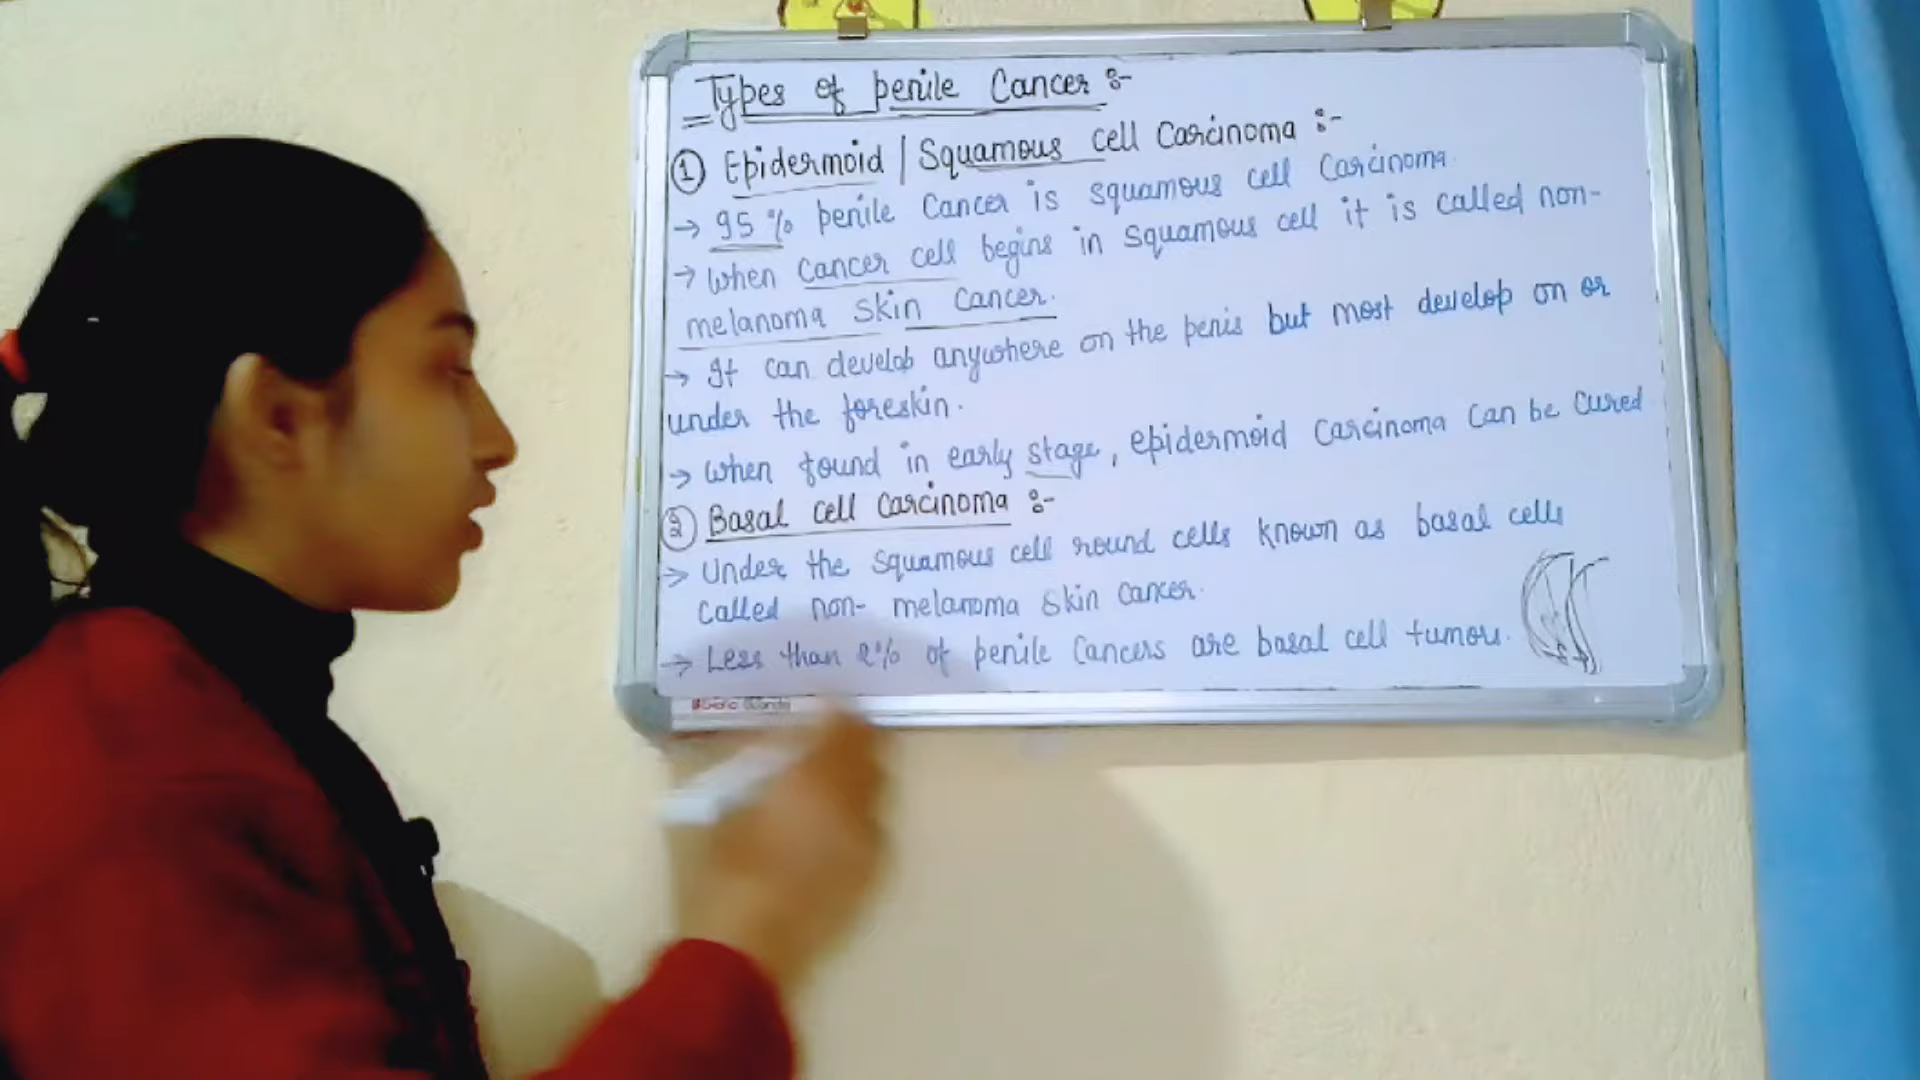 Types of penile Cancer :-
① Epidermoid / Squamous cell Carcinoma :-
→ 95 % penile Cancer is squamous cell Carcinoma.
→ When cancer cell begins in squamous cell it is called non-
melanoma skin cancer.
→ It can develop anywhere on the penis but most develop on or
under the foreskin.
→ When found in early stage, epidermoid Carcinoma can be cured
② Basal cell Carcinoma :-
→ Under the squamous cell round cells known as basal cells
called non- melanoma skin cancer.
→ Less than 2% of penile Cancers are basal cell tumors.